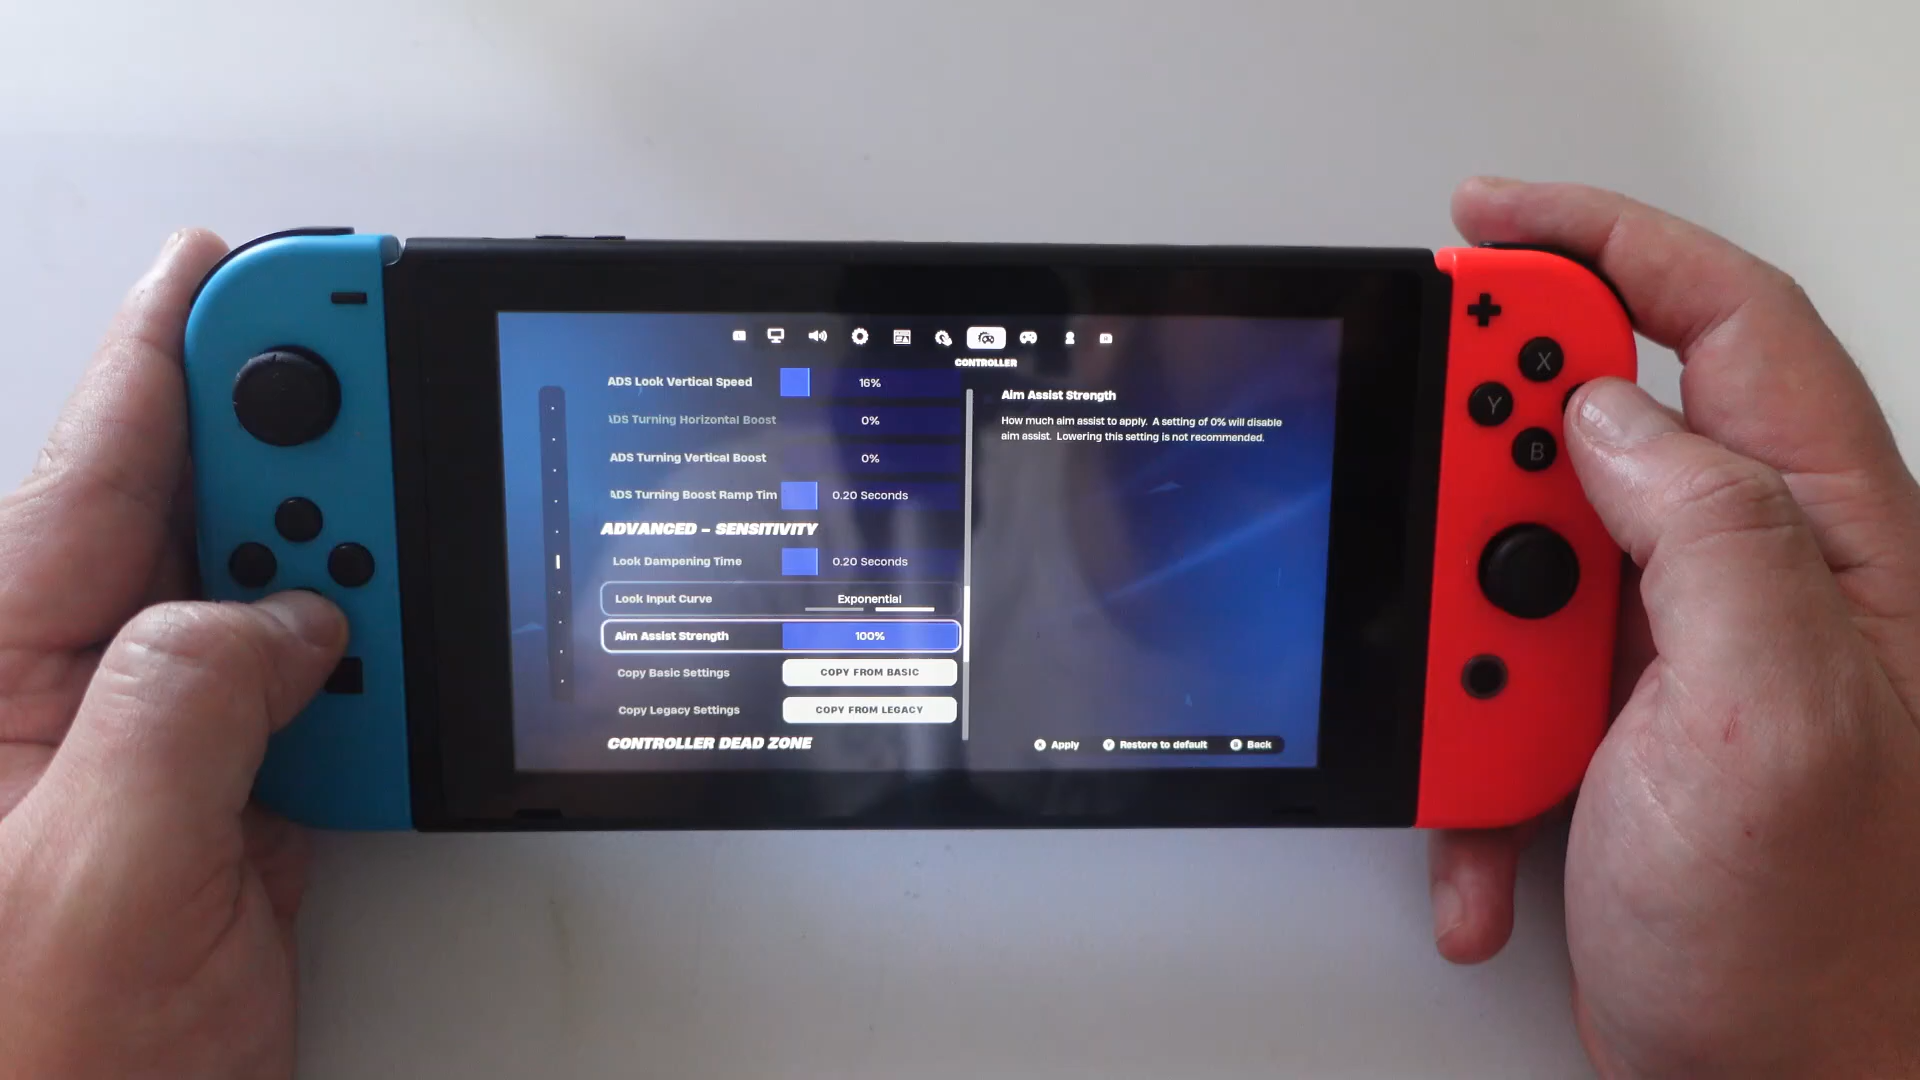 CONTROLLER
ADS Look Vertical Speed 16%
ADS Turning Horizontal Boost 0%
ADS Turning Vertical Boost 0%
ADS Turning Boost Ramp Tim 0.20 Seconds
ADVANCED – SENSITIVITY
Look Dampening Time 0.20 Seconds
Look Input Curve Exponential
Aim Assist Strength 100%
Copy Basic Settings COPY FROM BASIC
Copy Legacy Settings COPY FROM LEGACY
CONTROLLER DEAD ZONE
Aim Assist Strength
How much aim assist to apply. A setting of 0% will disable
aim assist. Lowering this setting is not recommended.
X Apply Y Restore to default B Back
X
Y
B